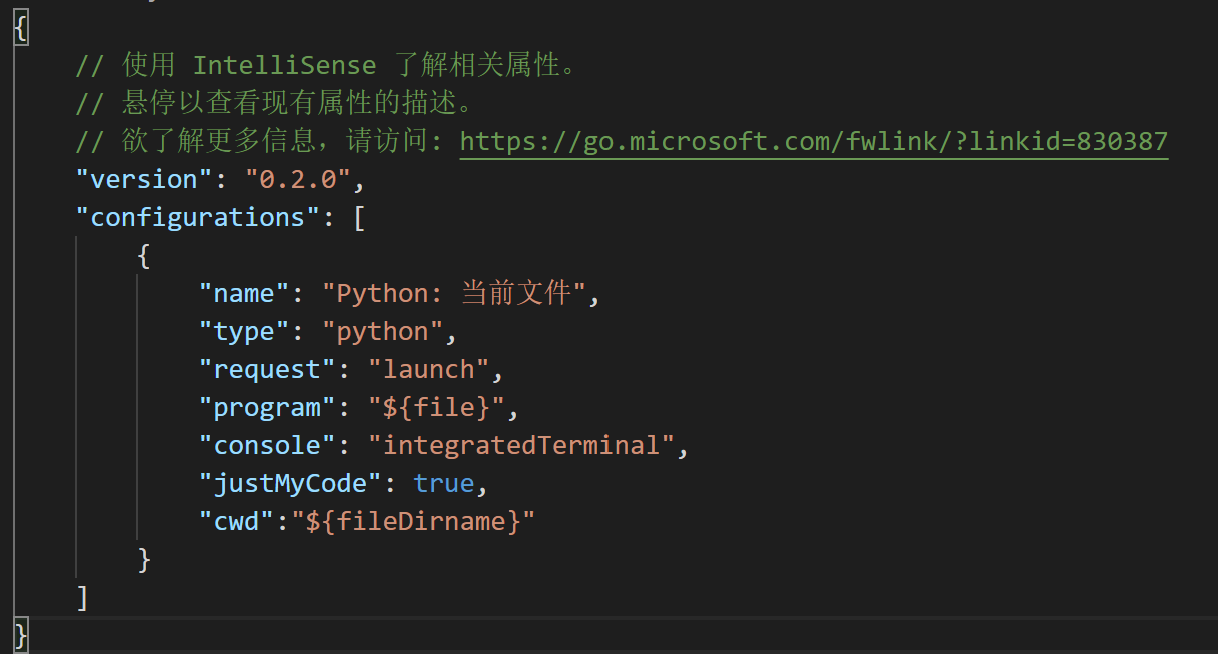 {
// 使用 IntelliSense 了解相关属性。
// 悬停以查看现有属性的描述。
// 欲了解更多信息，请访问: https://go.microsoft.com/fwlink/?linkid=830387
"version": "0.2.0",
"configurations": [
{
"name": "Python: 当前文件",
"type": "python",
"request": "launch",
"program": "${file}",
"console": "integratedTerminal",
"justMyCode": true,
"cwd":"${fileDirname}"
}
]
}